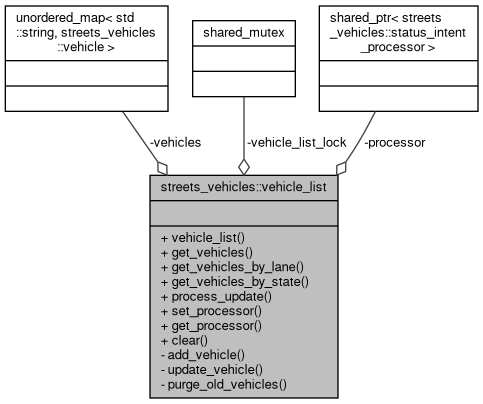 unordered_map< std
::string, streets_vehicles
::vehicle >
shared_mutex
shared_ptr< streets
_vehicles::status_intent
_processor >
-vehicles
-vehicle_list_lock
-processor
streets_vehicles::vehicle_list
+ vehicle_list()
+ get_vehicles()
+ get_vehicles_by_lane()
+ get_vehicles_by_state()
+ process_update()
+ set_processor()
+ get_processor()
+ clear()
- add_vehicle()
- update_vehicle()
- purge_old_vehicles()